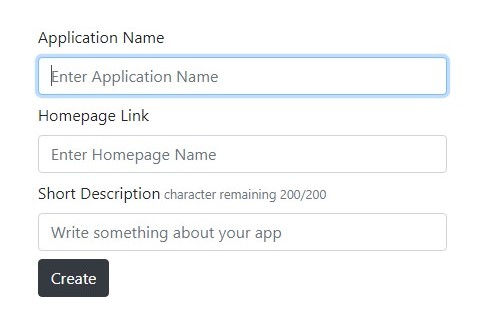 Application Name
Enter Application Name
Homepage Link
Enter Homepage Name
Short Description character remaining 200/200
Write something about your app
Create